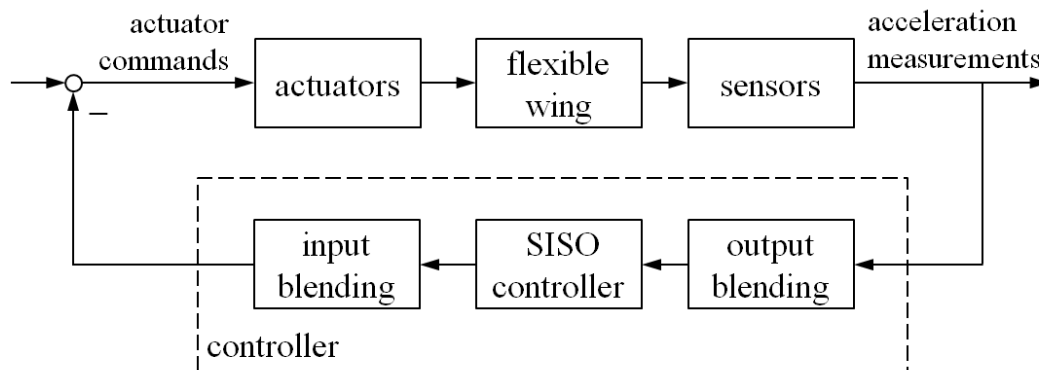 actuator
commands
actuators
flexible
wing
sensors
acceleration
measurements
–
input
blending
SISO
controller
output
blending
controller